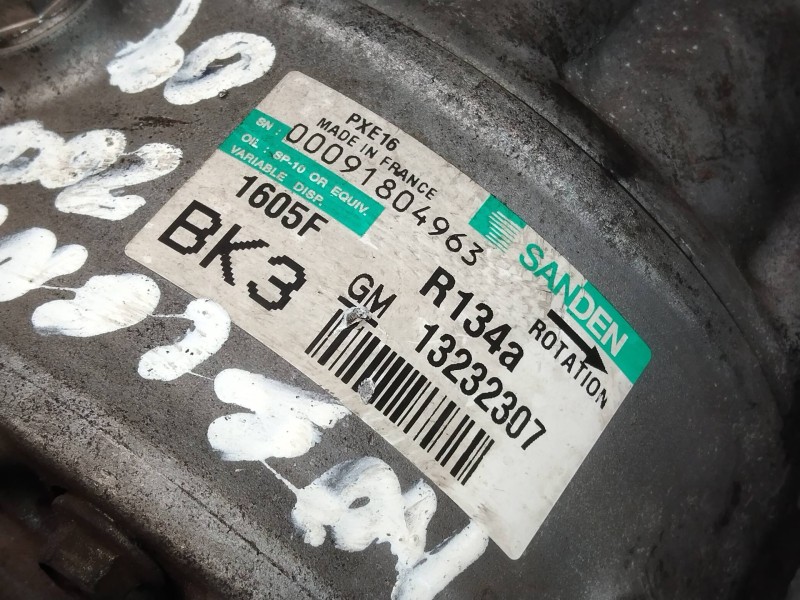 PXE16
MADE IN FRANCE
SN : 00091804963
OIL : SP-10 OR EQUIV.
VARIABLE DISP.
1605F
BK3
SANDEN
R134a
ROTATION
GM 13232307